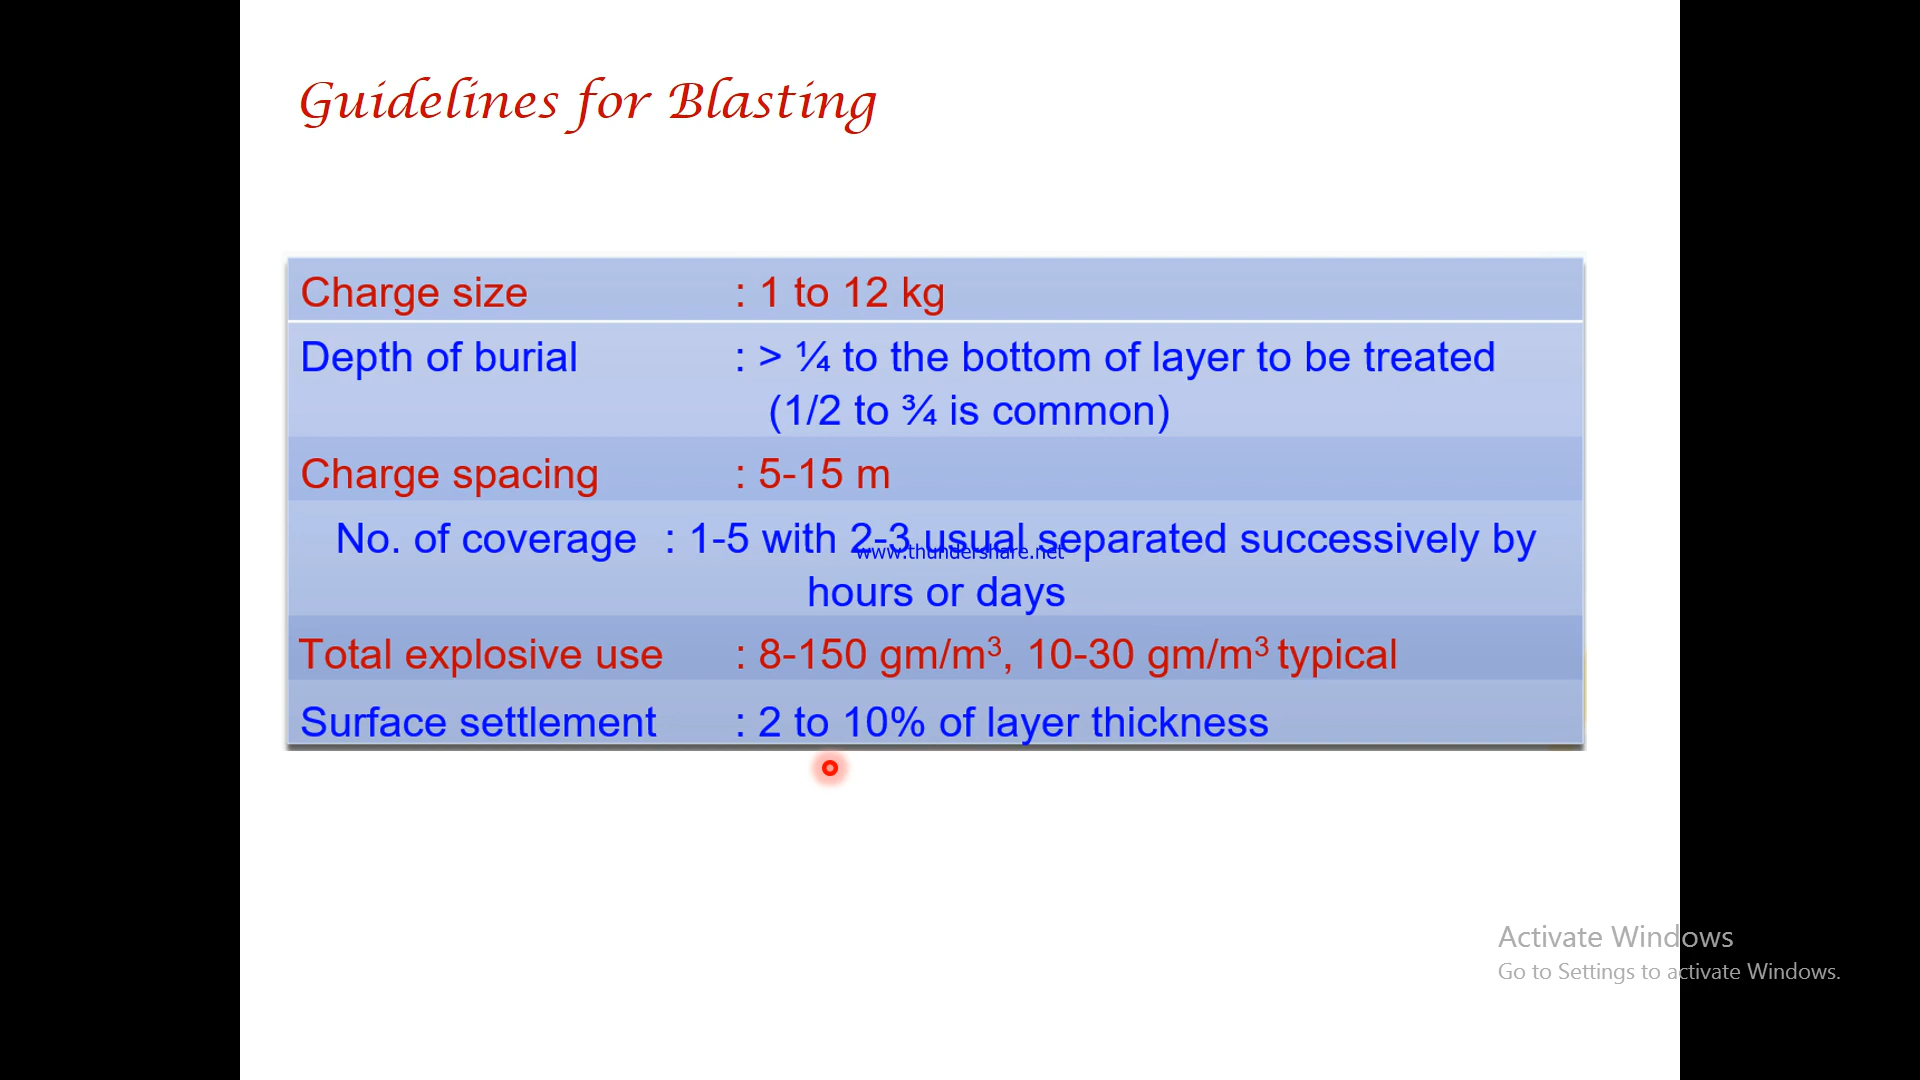 Guidelines for Blasting
Charge size : 1 to 12 kg
Depth of burial : > ¼ to the bottom of layer to be treated
(1/2 to ¾ is common)
Charge spacing : 5-15 m
No. of coverage : 1-5 with 2-3 usual separated successively by
www.thundershare.net
hours or days
Total explosive use : 8-150 gm/m³, 10-30 gm/m³ typical
Surface settlement : 2 to 10% of layer thickness
Activate Windows
Go to Settings to activate Windows.